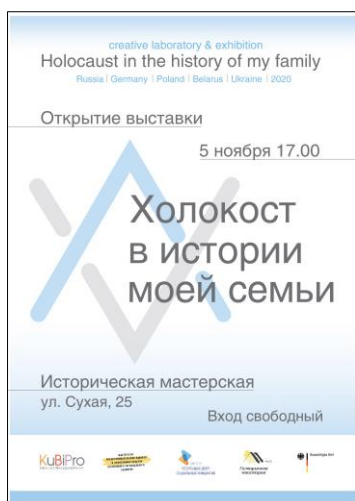 creative laboratory & exhibition
Holocaust in the history of my family
Russia | Germany | Poland | Belarus | Ukraine | 2020
Открытие выставки
5 ноября 17.00
Холокост
в истории
моей семьи
Историческая мастерская
ул. Сухая, 25
Вход свободный
KuBiPro